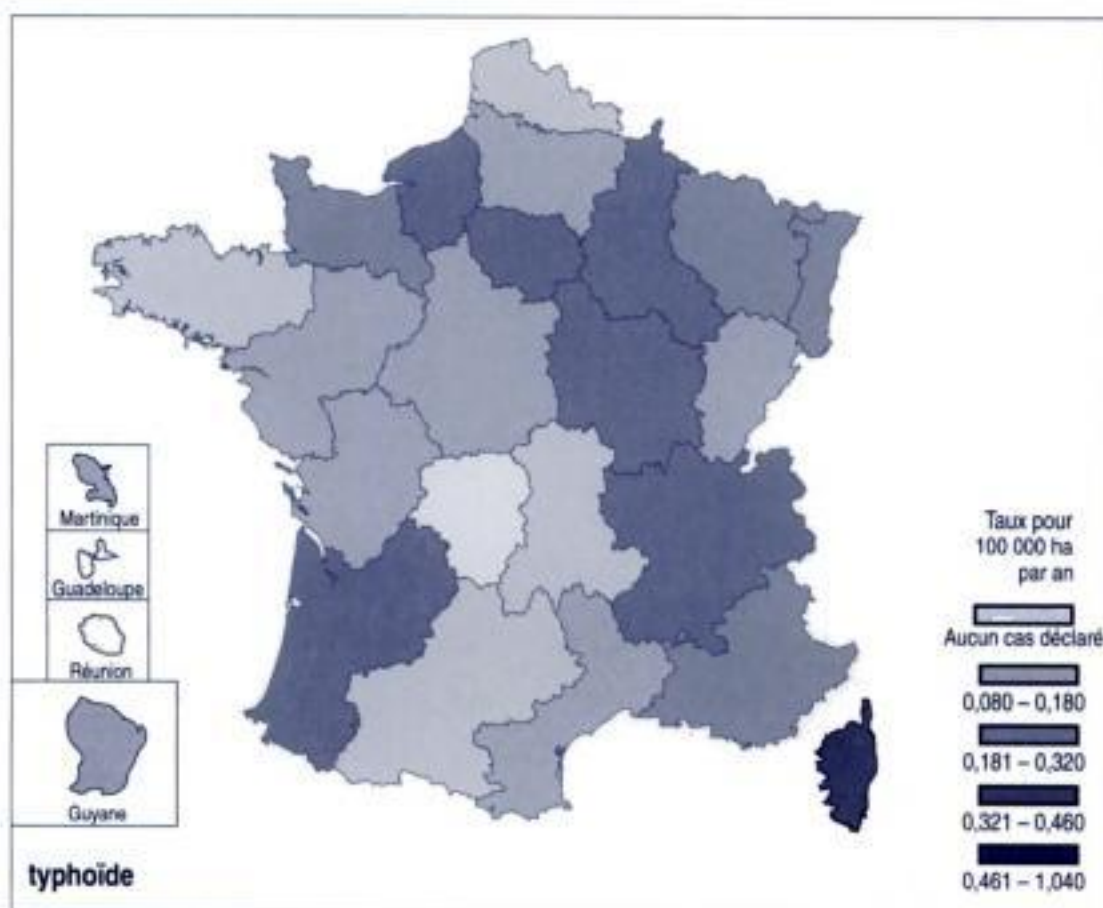 Martinique
Guadeloupe
Réunion
Guyane
typhoïde
Taux pour
100 000 ha
par an
Aucun cas déclaré
0,080 – 0,180
0,181 – 0,320
0,321 – 0,460
0,461 – 1,040